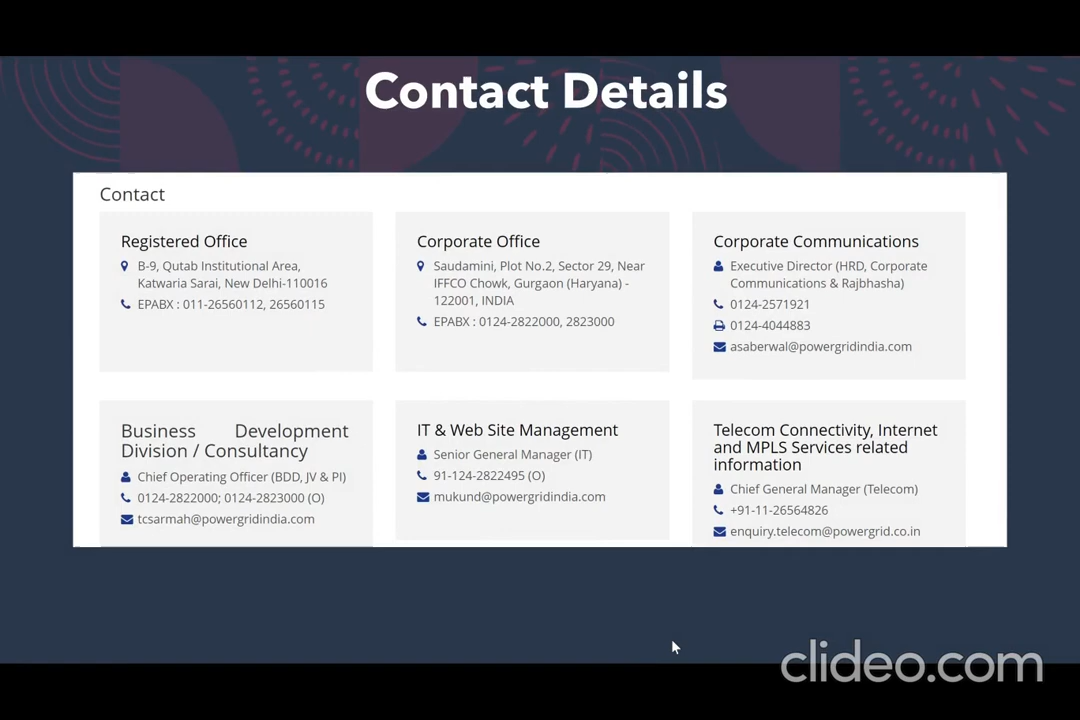 Contact Details
Contact
Registered Office
B-9, Qutab Institutional Area,
Katwaria Sarai, New Delhi-110016
EPABX : 011-26560112, 26560115
Corporate Office
Saudamini, Plot No.2, Sector 29, Near
IFFCO Chowk, Gurgaon (Haryana) -
122001, INDIA
EPABX : 0124-2822000, 2823000
Corporate Communications
Executive Director (HRD, Corporate
Communications & Rajbhasha)
0124-2571921
0124-4044883
asaberwal@powergridindia.com
Business Development
Division / Consultancy
Chief Operating Officer (BDD, JV & PI)
0124-2822000; 0124-2823000 (O)
tcsarmah@powergridindia.com
IT & Web Site Management
Senior General Manager (IT)
91-124-2822495 (O)
mukund@powergridindia.com
Telecom Connectivity, Internet
and MPLS Services related
information
Chief General Manager (Telecom)
+91-11-26564826
enquiry.telecom@powergrid.co.in
clideo.com